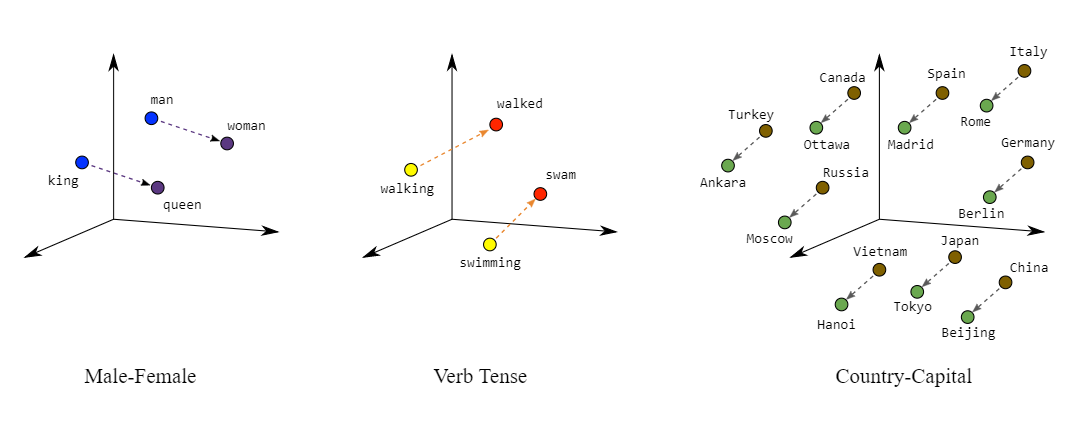 man
woman
king
queen
Male-Female
walked
walking
swam
swimming
Verb Tense
Italy
Spain
Canada
Rome
Turkey
Ottawa
Madrid
Germany
Ankara
Russia
Berlin
Moscow
Japan
Vietnam
China
Tokyo
Hanoi
Beijing
Country-Capital